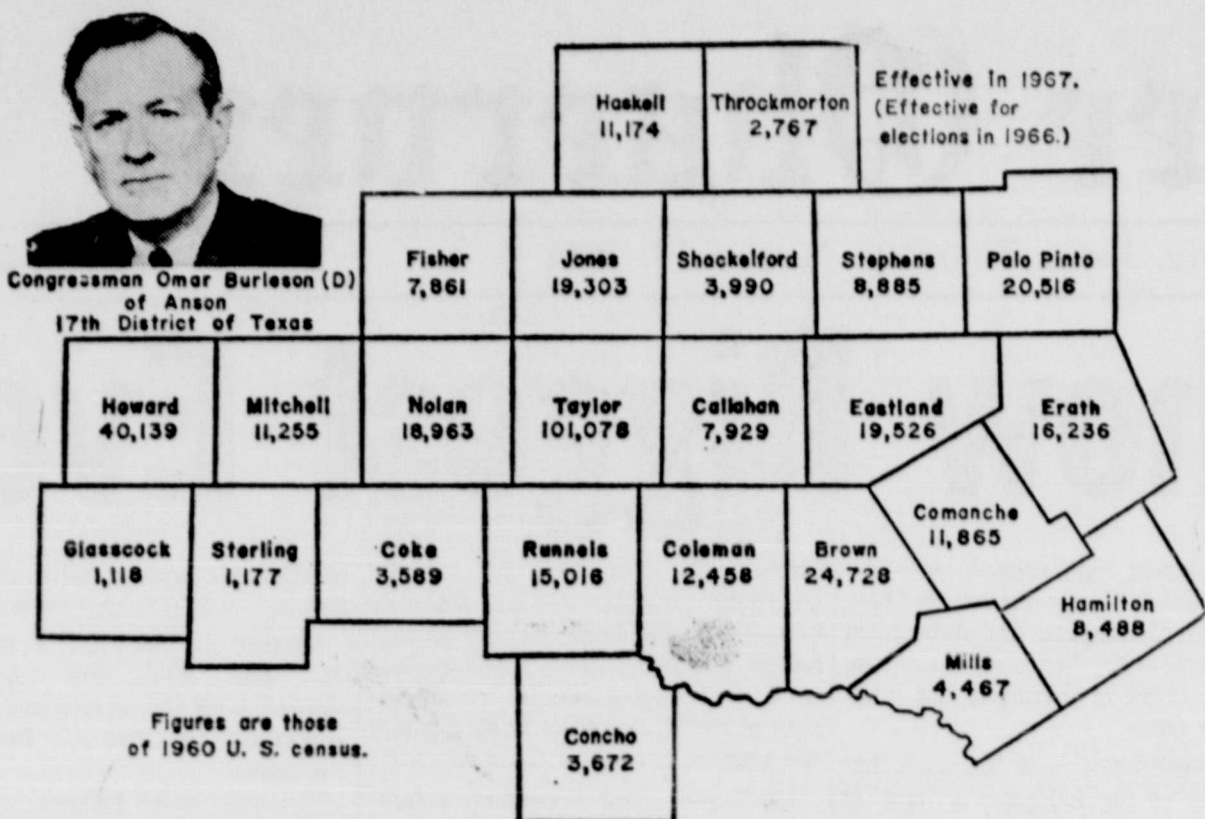 Haskell Throckmorton
11,174 2,767
Effective in 1967.
(Effective for
elections in 1966.)
Congressman Omar Burleson (D)
of Anson
17th District of Texas
Fisher Jones Shackelford Stephens Palo Pinto
7,861 19,303 3,990 8,885 20,516
Howard Mitchell Nolan Taylor Callahan Eastland Erath
40,139 11,255 18,963 101,078 7,929 19,526 16,236
Glasscock Sterling Coke Runnels Coleman Brown Comanche
1,118 1,177 3,589 15,016 12,458 24,728 11,865
Hamilton
8,488
Mills
4,467
Concho
3,672
Figures are those
of 1960 U. S. census.